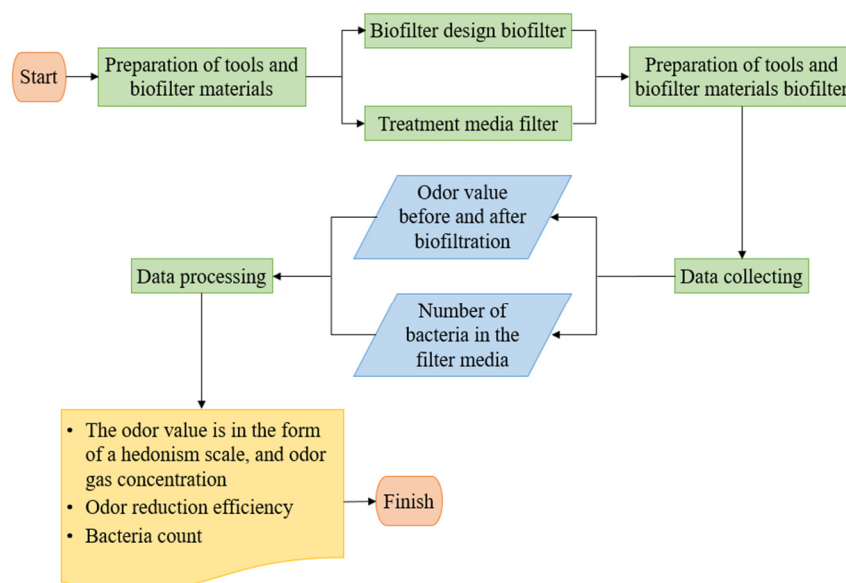 Start
Preparation of tools and
biofilter materials
Biofilter design biofilter
Treatment media filter
Preparation of tools and
biofilter materials biofilter
Odor value
before and after
biofiltration
Data processing
Data collecting
Number of
bacteria in the
filter media
• The odor value is in the form
of a hedonism scale, and odor
gas concentration
• Odor reduction efficiency
• Bacteria count
Finish